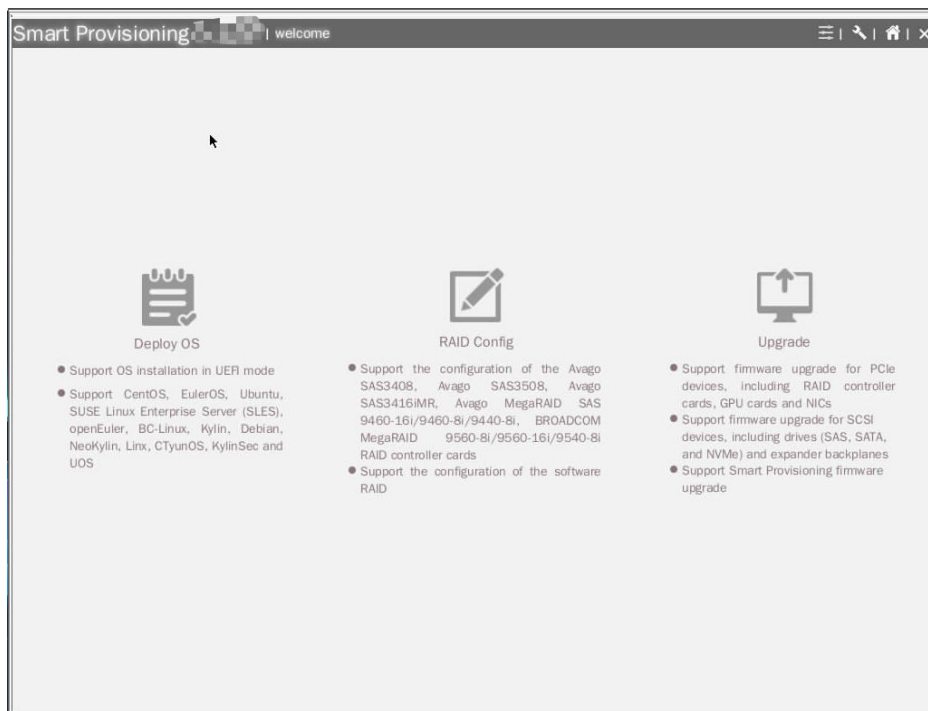 Smart Provisioning | welcome
Deploy OS
Support OS installation in UEFI mode
Support CentOS, EulerOS, Ubuntu,
SUSE Linux Enterprise Server (SLES),
openEuler, BC-Linux, Kylin, Debian,
NeoKylin, Linx, CTyunOS, KylinSec and
UOS
RAID Config
Support the configuration of the Avago
SAS3408, Avago SAS3508, Avago
SAS3416iMR, Avago MegaRAID SAS
9460-16i/9460-8i/9440-8i, BROADCOM
MegaRAID 9560-8i/9560-16i/9540-8i
RAID controller cards
Support the configuration of the software
RAID
Upgrade
Support firmware upgrade for PCIe
devices, including RAID controller
cards, GPU cards and NICs
Support firmware upgrade for SCSI
devices, including drives (SAS, SATA,
and NVMe) and expander backplanes
Support Smart Provisioning firmware
upgrade